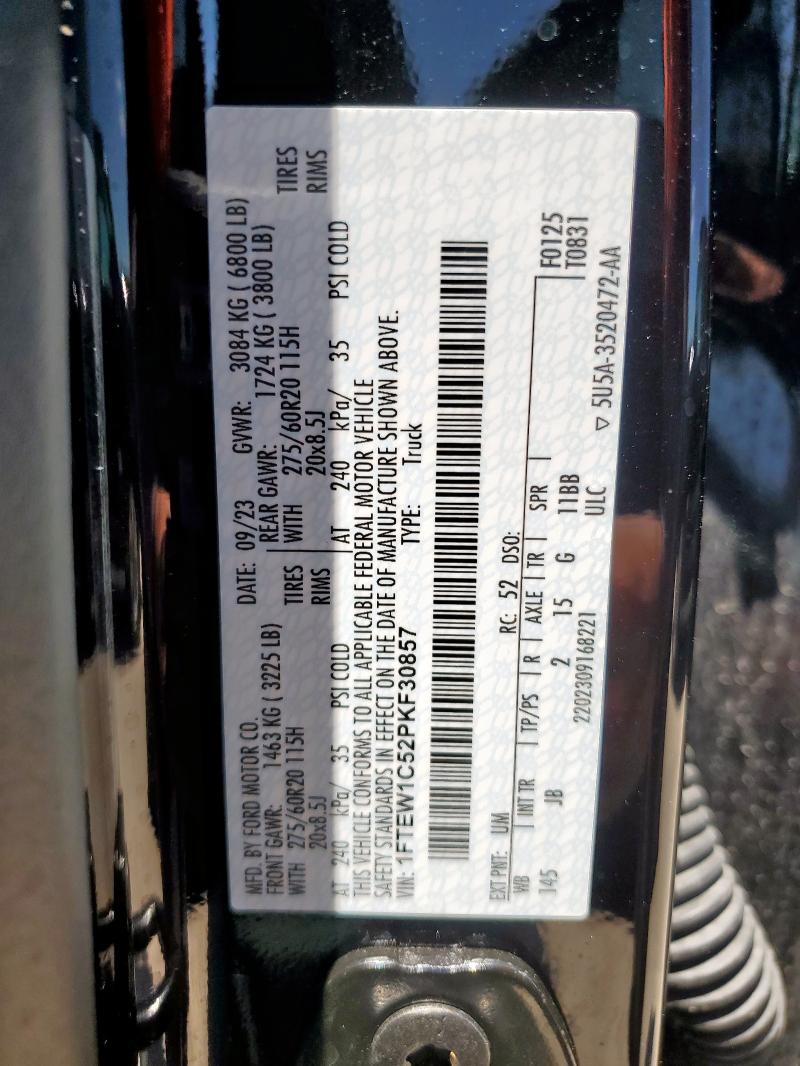 MFD. BY FORD MOTOR CO. DATE: 09/23 GVWR: 3084 KG ( 6800 LB)
FRONT GAWR: 1463 KG ( 3225 LB) REAR GAWR: 1724 KG ( 3800 LB)
WITH 275/60R20 115H TIRES WITH 275/60R20 115H TIRES
20x8.5J RIMS 20x8.5J RIMS
AT 240 kPa/ 35 PSI COLD AT 240 kPa/ 35 PSI COLD
THIS VEHICLE CONFORMS TO ALL APPLICABLE FEDERAL MOTOR VEHICLE
SAFETY STANDARDS IN EFFECT ON THE DATE OF MANUFACTURE SHOWN ABOVE.
VIN: 1FTEW1C52PKF30857 TYPE: Truck
EXT PNT: UM RC: 52 DSO:
WB INT TR TP/PS R AXLE TR SPR F0125
145 JB 2 15 G 11BB T0831
2202309168221 ULC
▽ 5U5A-3520472-AA